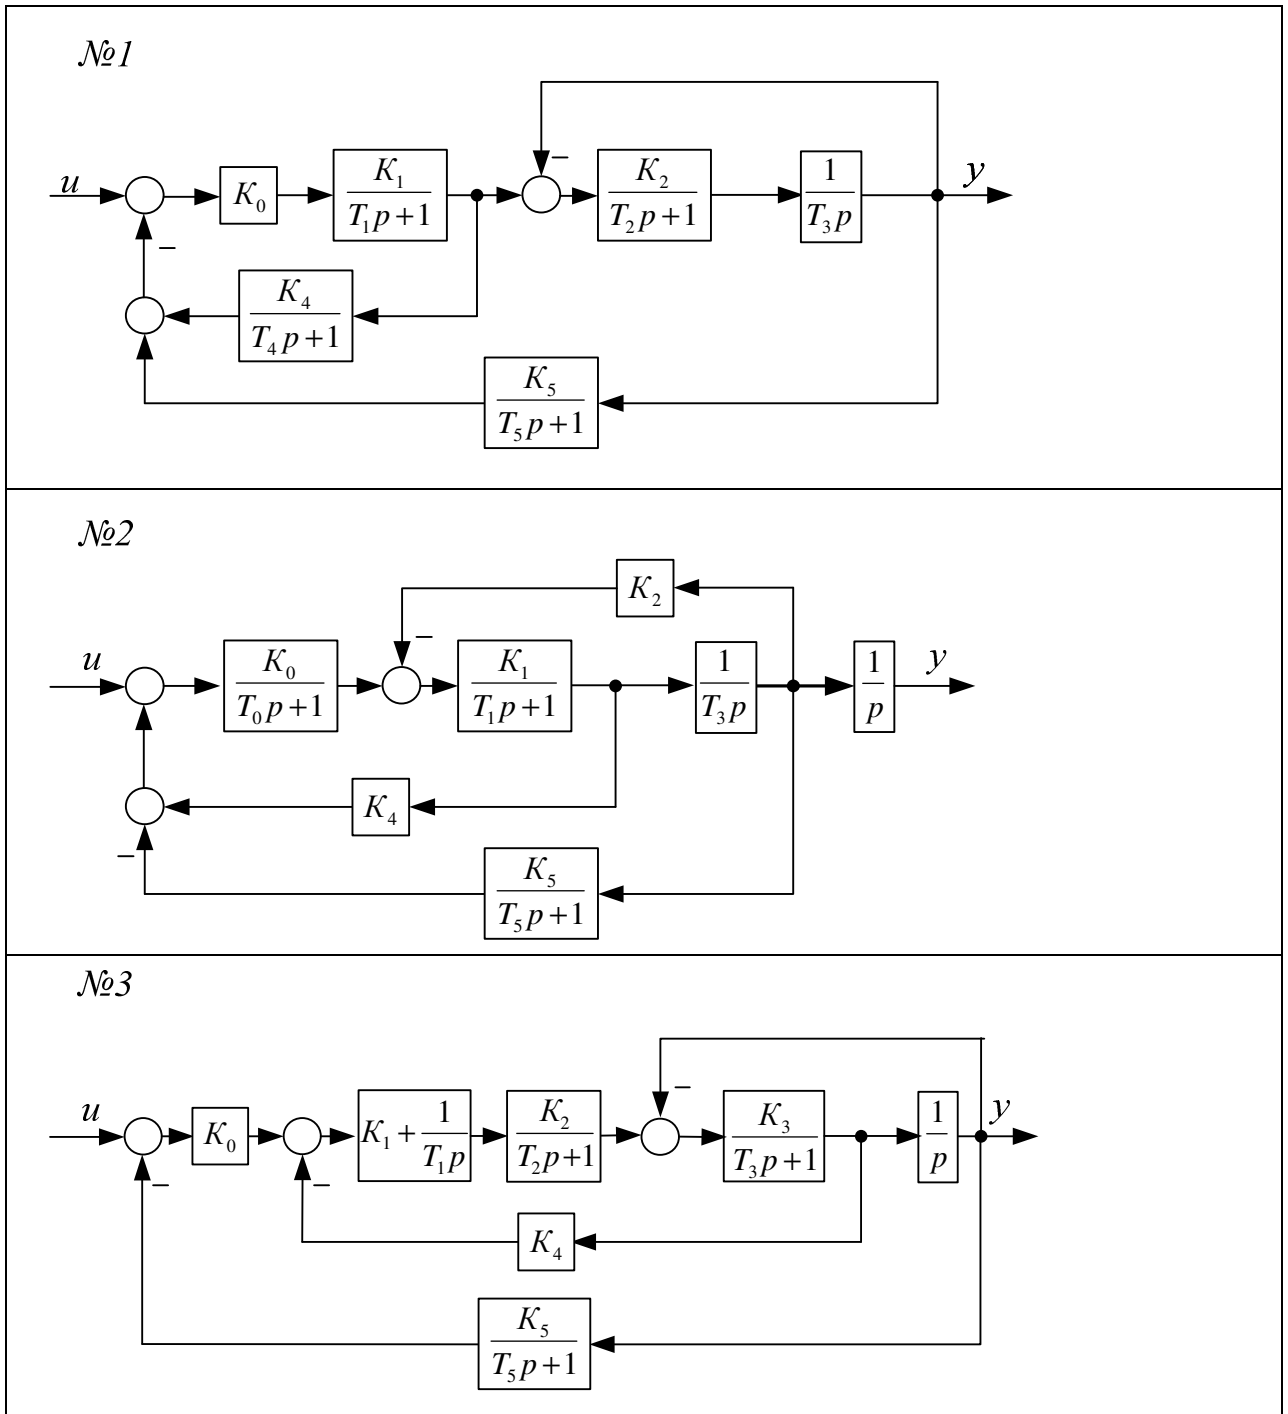 №1
u
K₀
K₁
T₁p+1
−
K₂
T₂p+1
1
T₃p
y
−
K₄
T₄p+1
K₅
T₅p+1
№2
K₂
−
u
K₀
T₀p+1
K₁
T₁p+1
1
T₃p
1
p
y
K₄
−
K₅
T₅p+1
№3
−
u
K₀
K₁+ 1
T₁p
K₂
T₂p+1
K₃
T₃p+1
1
p
y
−
−
K₄
K₅
T₅p+1